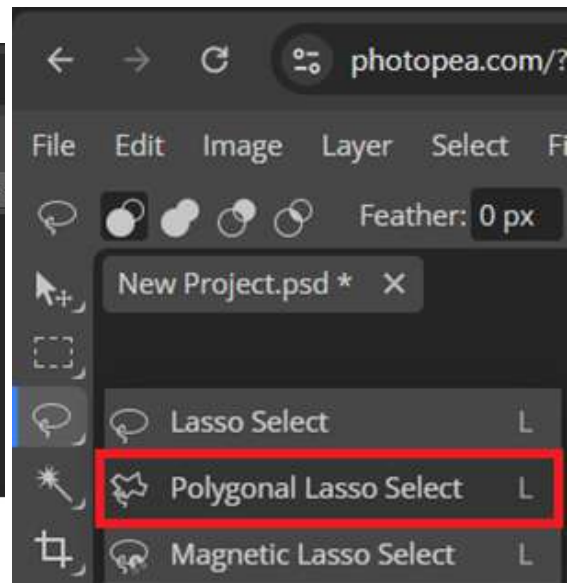 photopea.com/?
File Edit Image Layer Select Fi
Feather: 0 px
New Project.psd * ×
Lasso Select L
Polygonal Lasso Select L
Magnetic Lasso Select L